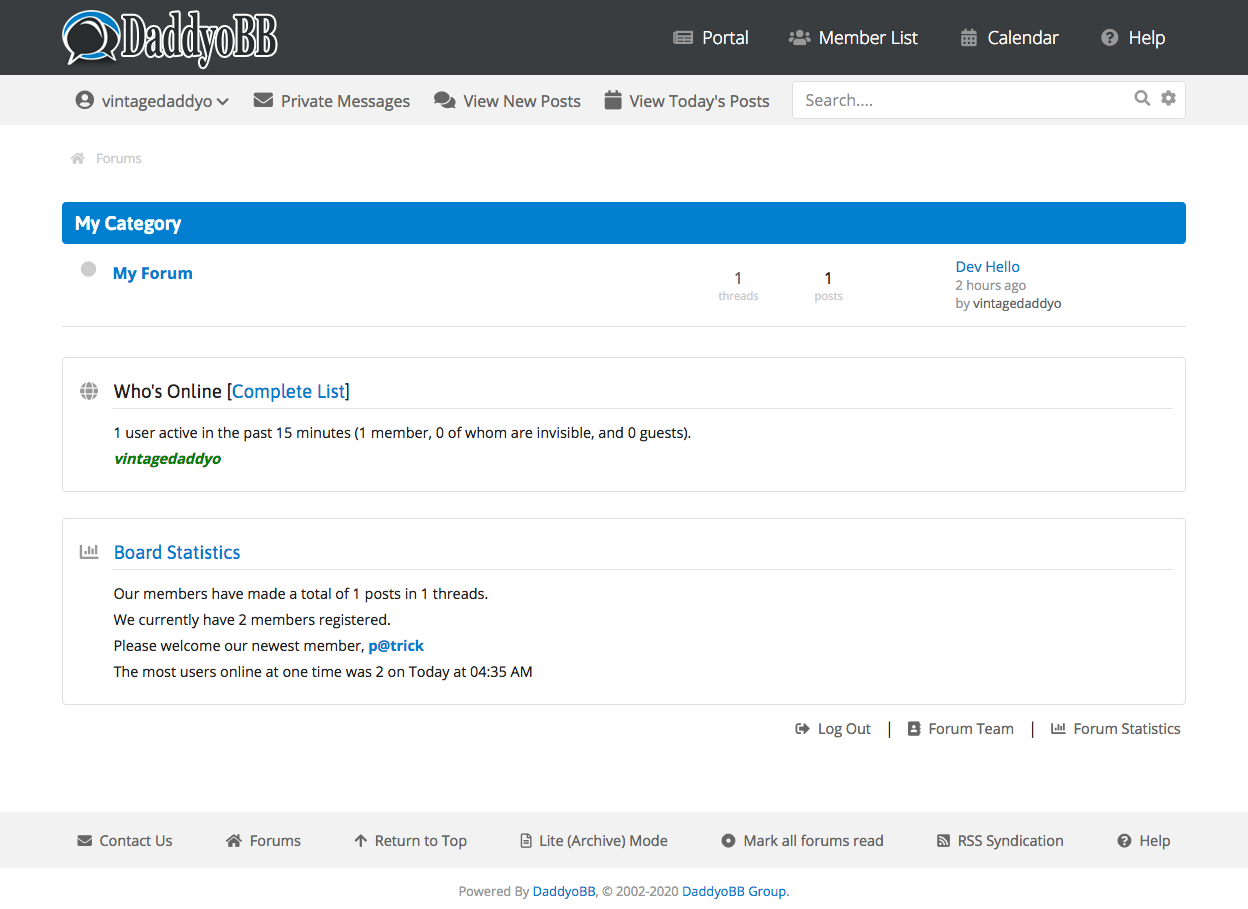 DaddyoBB
Portal
Member List
Calendar
Help
vintagedaddyo
Private Messages
View New Posts
View Today's Posts
Search....
Forums
My Category
My Forum
1
threads
1
posts
Dev Hello
2 hours ago
by vintagedaddyo
Who's Online [Complete List]
1 user active in the past 15 minutes (1 member, 0 of whom are invisible, and 0 guests).
vintagedaddyo
Board Statistics
Our members have made a total of 1 posts in 1 threads.
We currently have 2 members registered.
Please welcome our newest member, p@trick
The most users online at one time was 2 on Today at 04:35 AM
Log Out | Forum Team | Forum Statistics
Contact Us
Forums
Return to Top
Lite (Archive) Mode
Mark all forums read
RSS Syndication
Help
Powered By DaddyoBB, © 2002-2020 DaddyoBB Group.